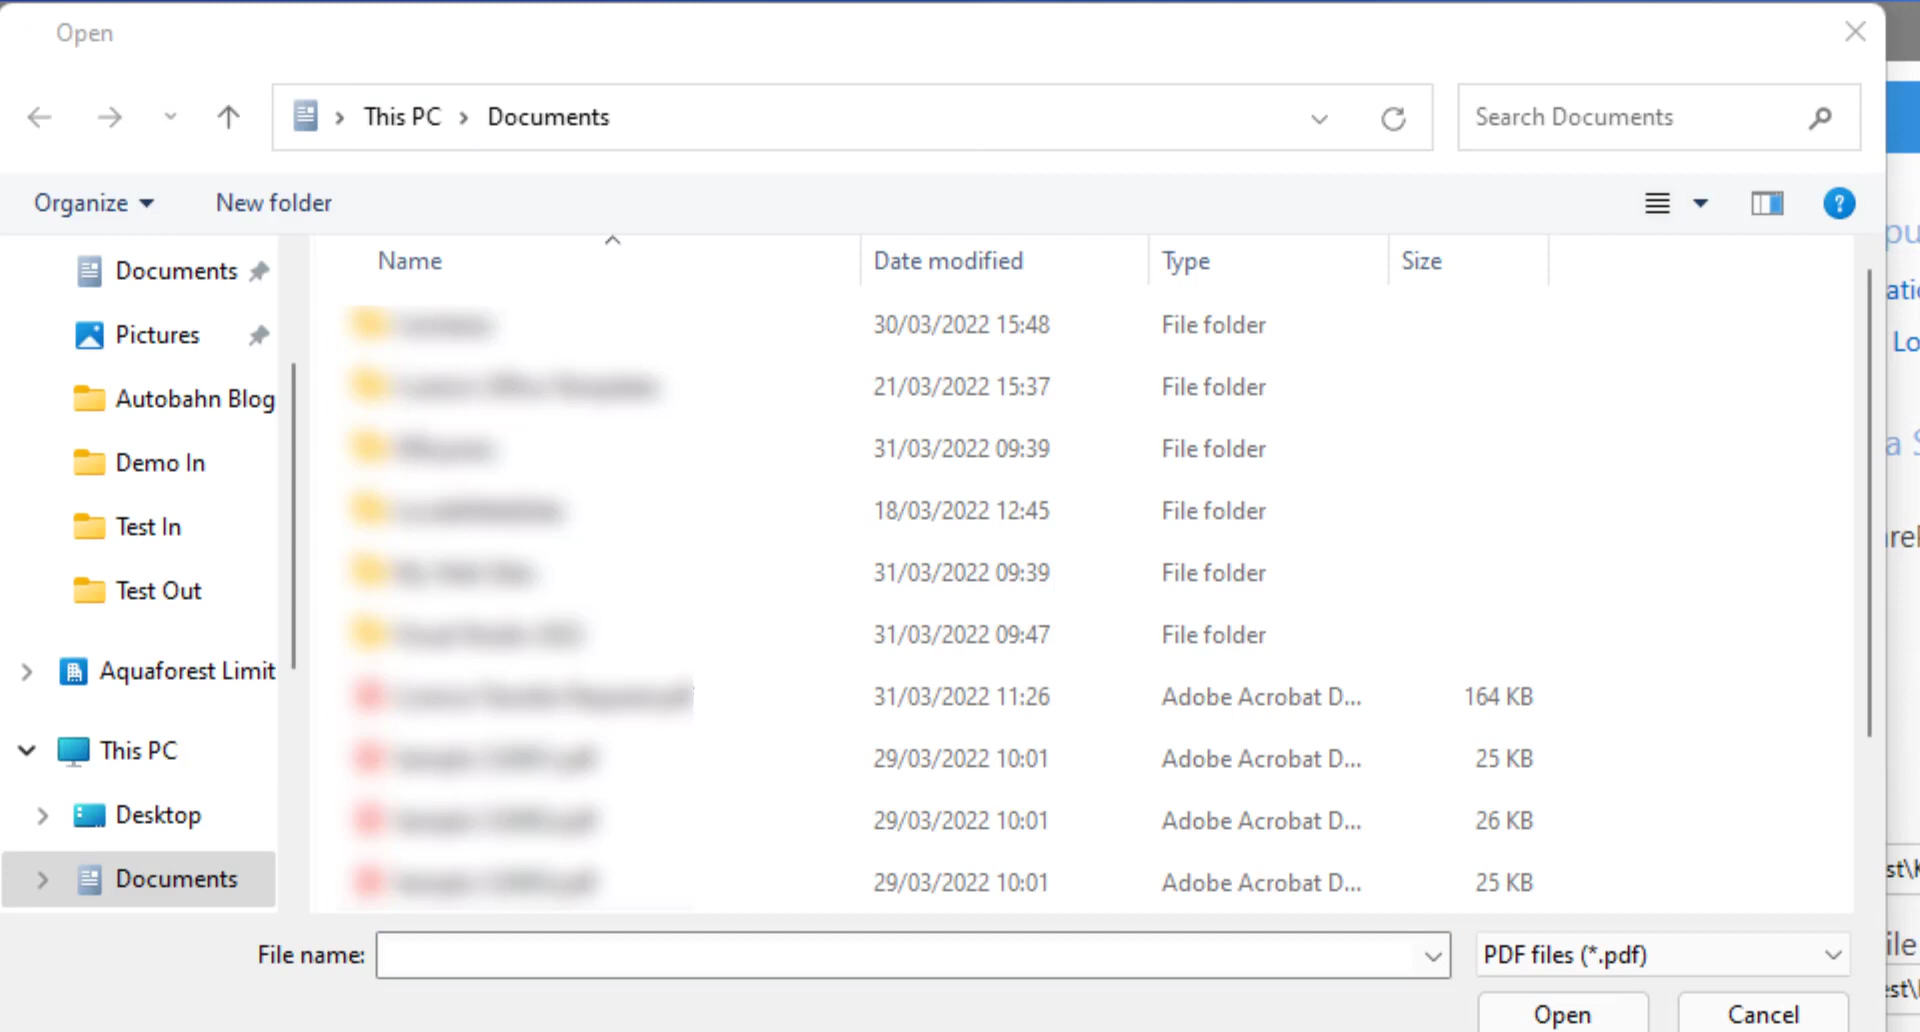 Open
This PC
Documents
Search Documents
Organize
New folder
Documents
Pictures
Autobahn Blog
Demo In
Test In
Test Out
Aquaforest Limit
This PC
Desktop
Documents
Name Date modified Type Size
30/03/2022 15:48 File folder
21/03/2022 15:37 File folder
31/03/2022 09:39 File folder
18/03/2022 12:45 File folder
31/03/2022 09:39 File folder
31/03/2022 09:47 File folder
31/03/2022 11:26 Adobe Acrobat D... 164 KB
29/03/2022 10:01 Adobe Acrobat D... 25 KB
29/03/2022 10:01 Adobe Acrobat D... 26 KB
29/03/2022 10:01 Adobe Acrobat D... 25 KB
File name:
PDF files (*.pdf)
Open
Cancel